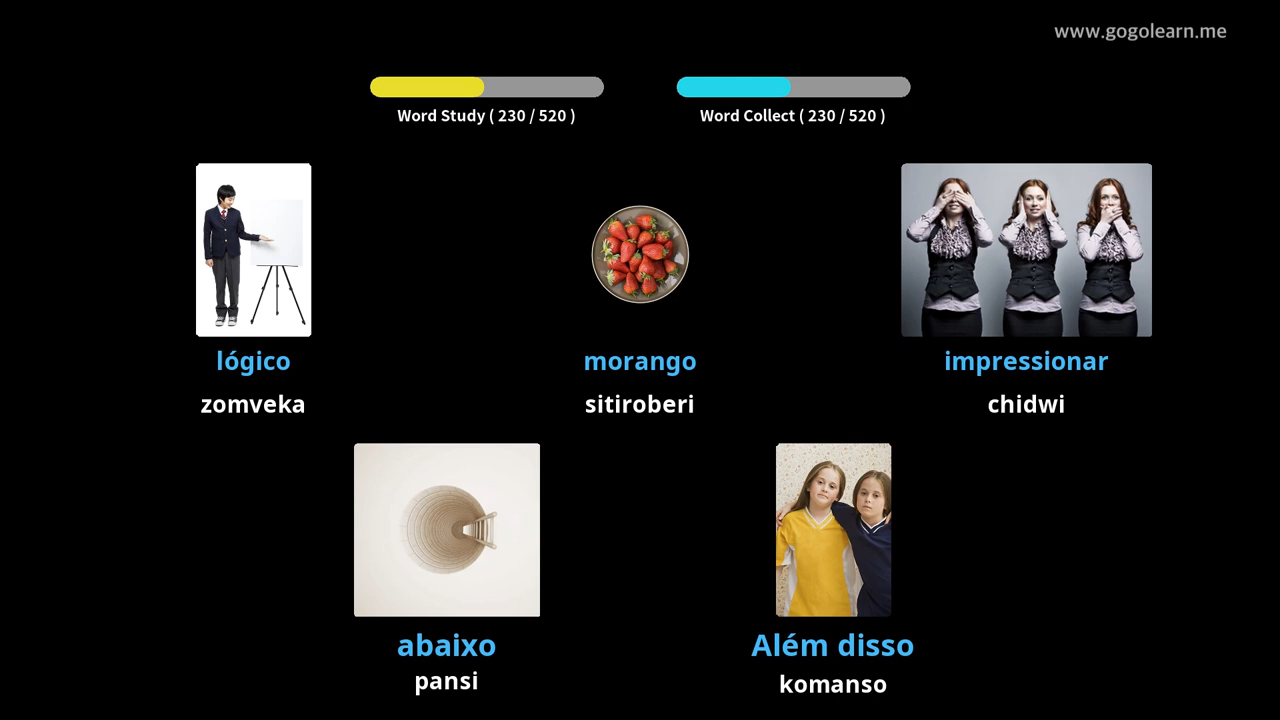 www.gogolearn.me
Word Study ( 230 / 520 )
Word Collect ( 230 / 520 )
lógico
morango
impressionar
zomveka
sitiroberi
chidwi
abaixo
Além disso
pansi
komanso